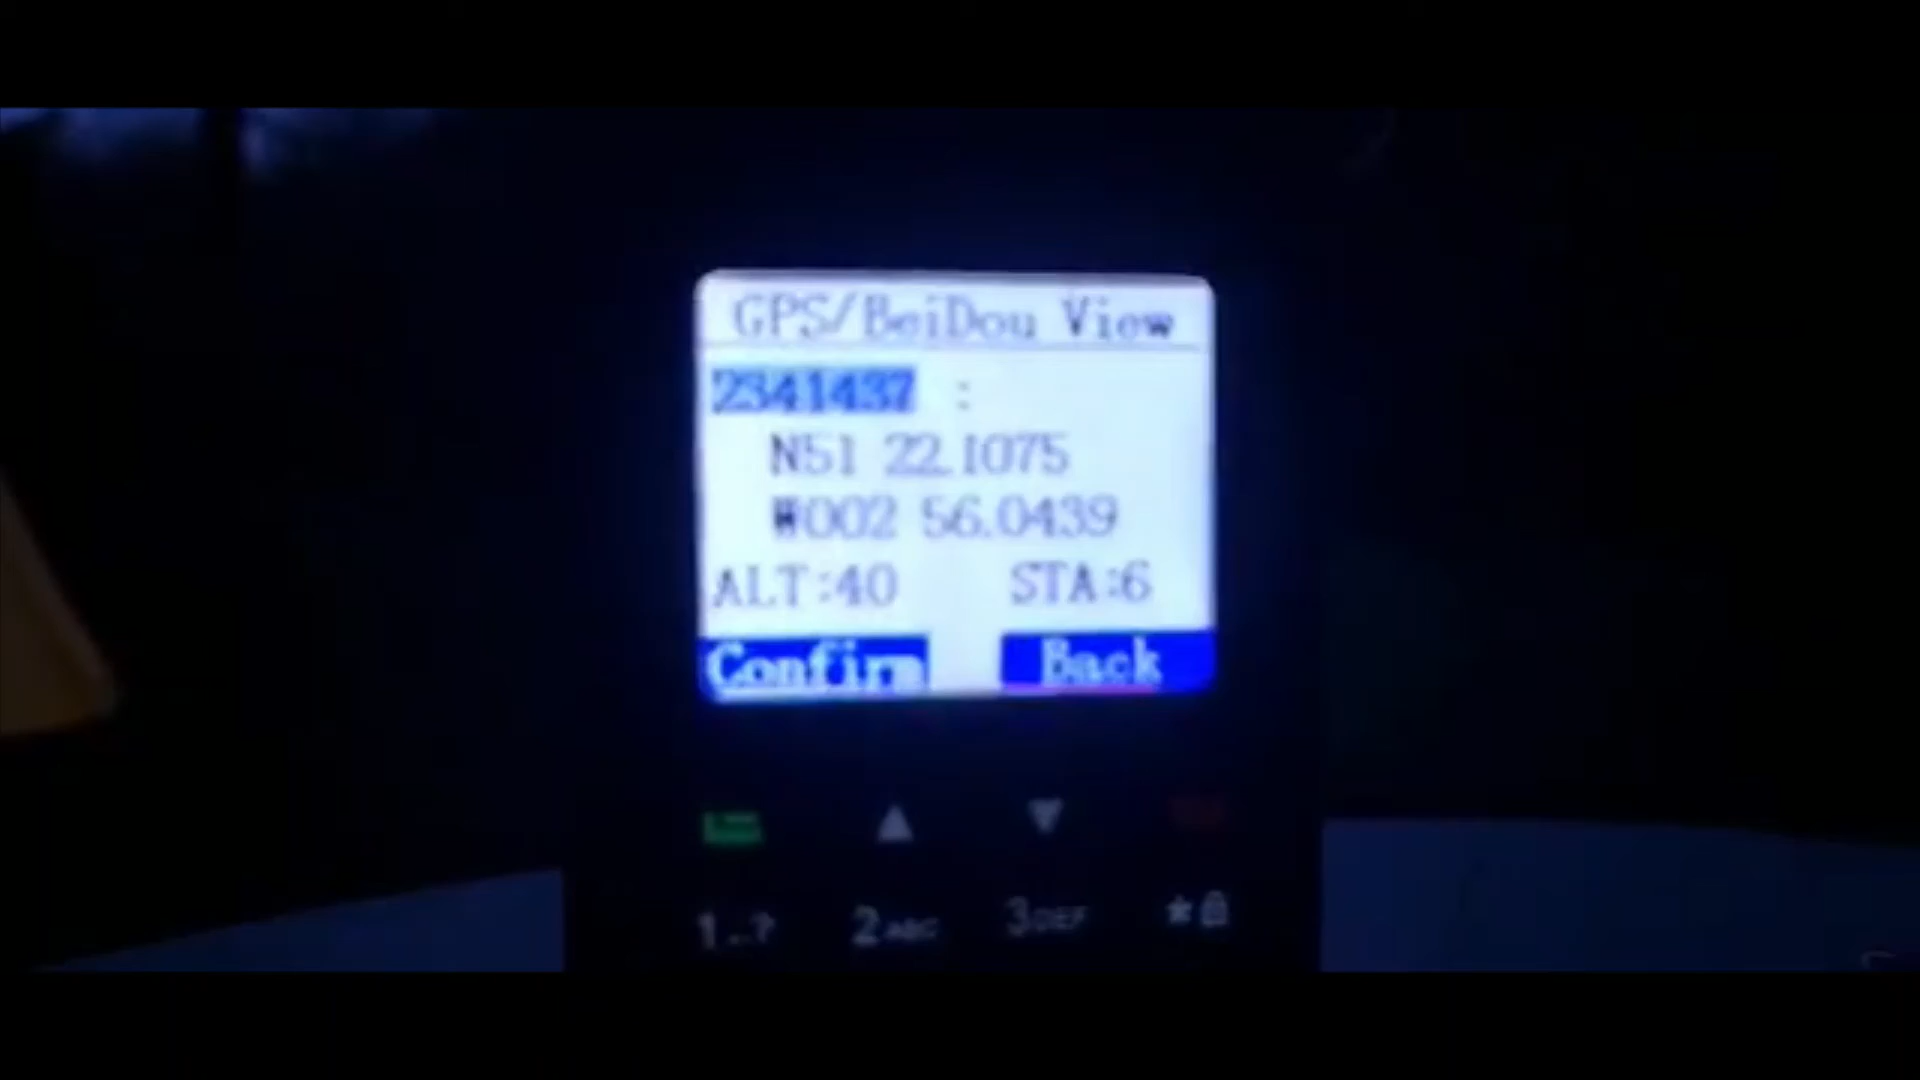 GPS/BeiDou View
2341437 :
N51 22.1075
W002 56.0439
ALT:40 STA:6
Confirm Back
1..? 2ABC 3DEF *